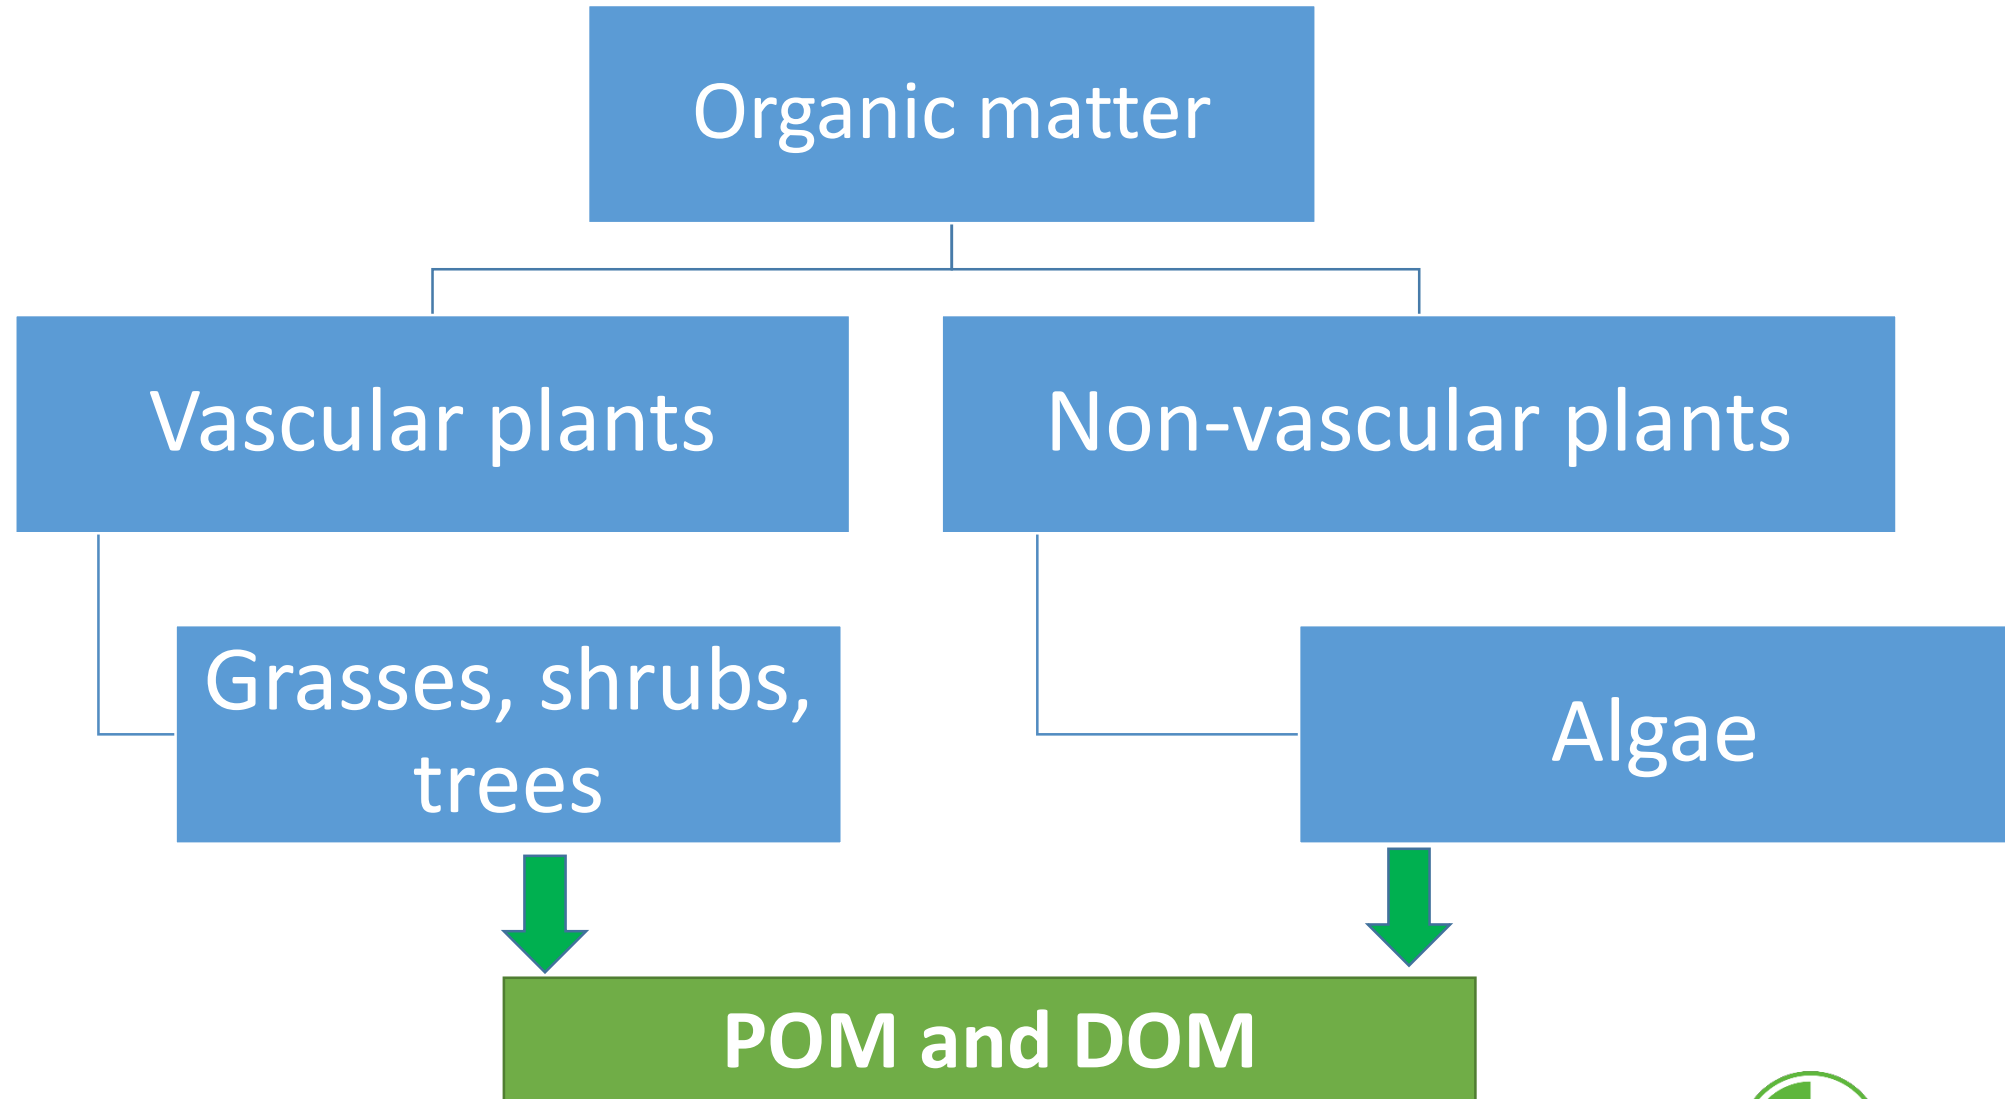 Organic matter
Vascular plants
Non-vascular plants
Grasses, shrubs,
trees
Algae
POM and DOM